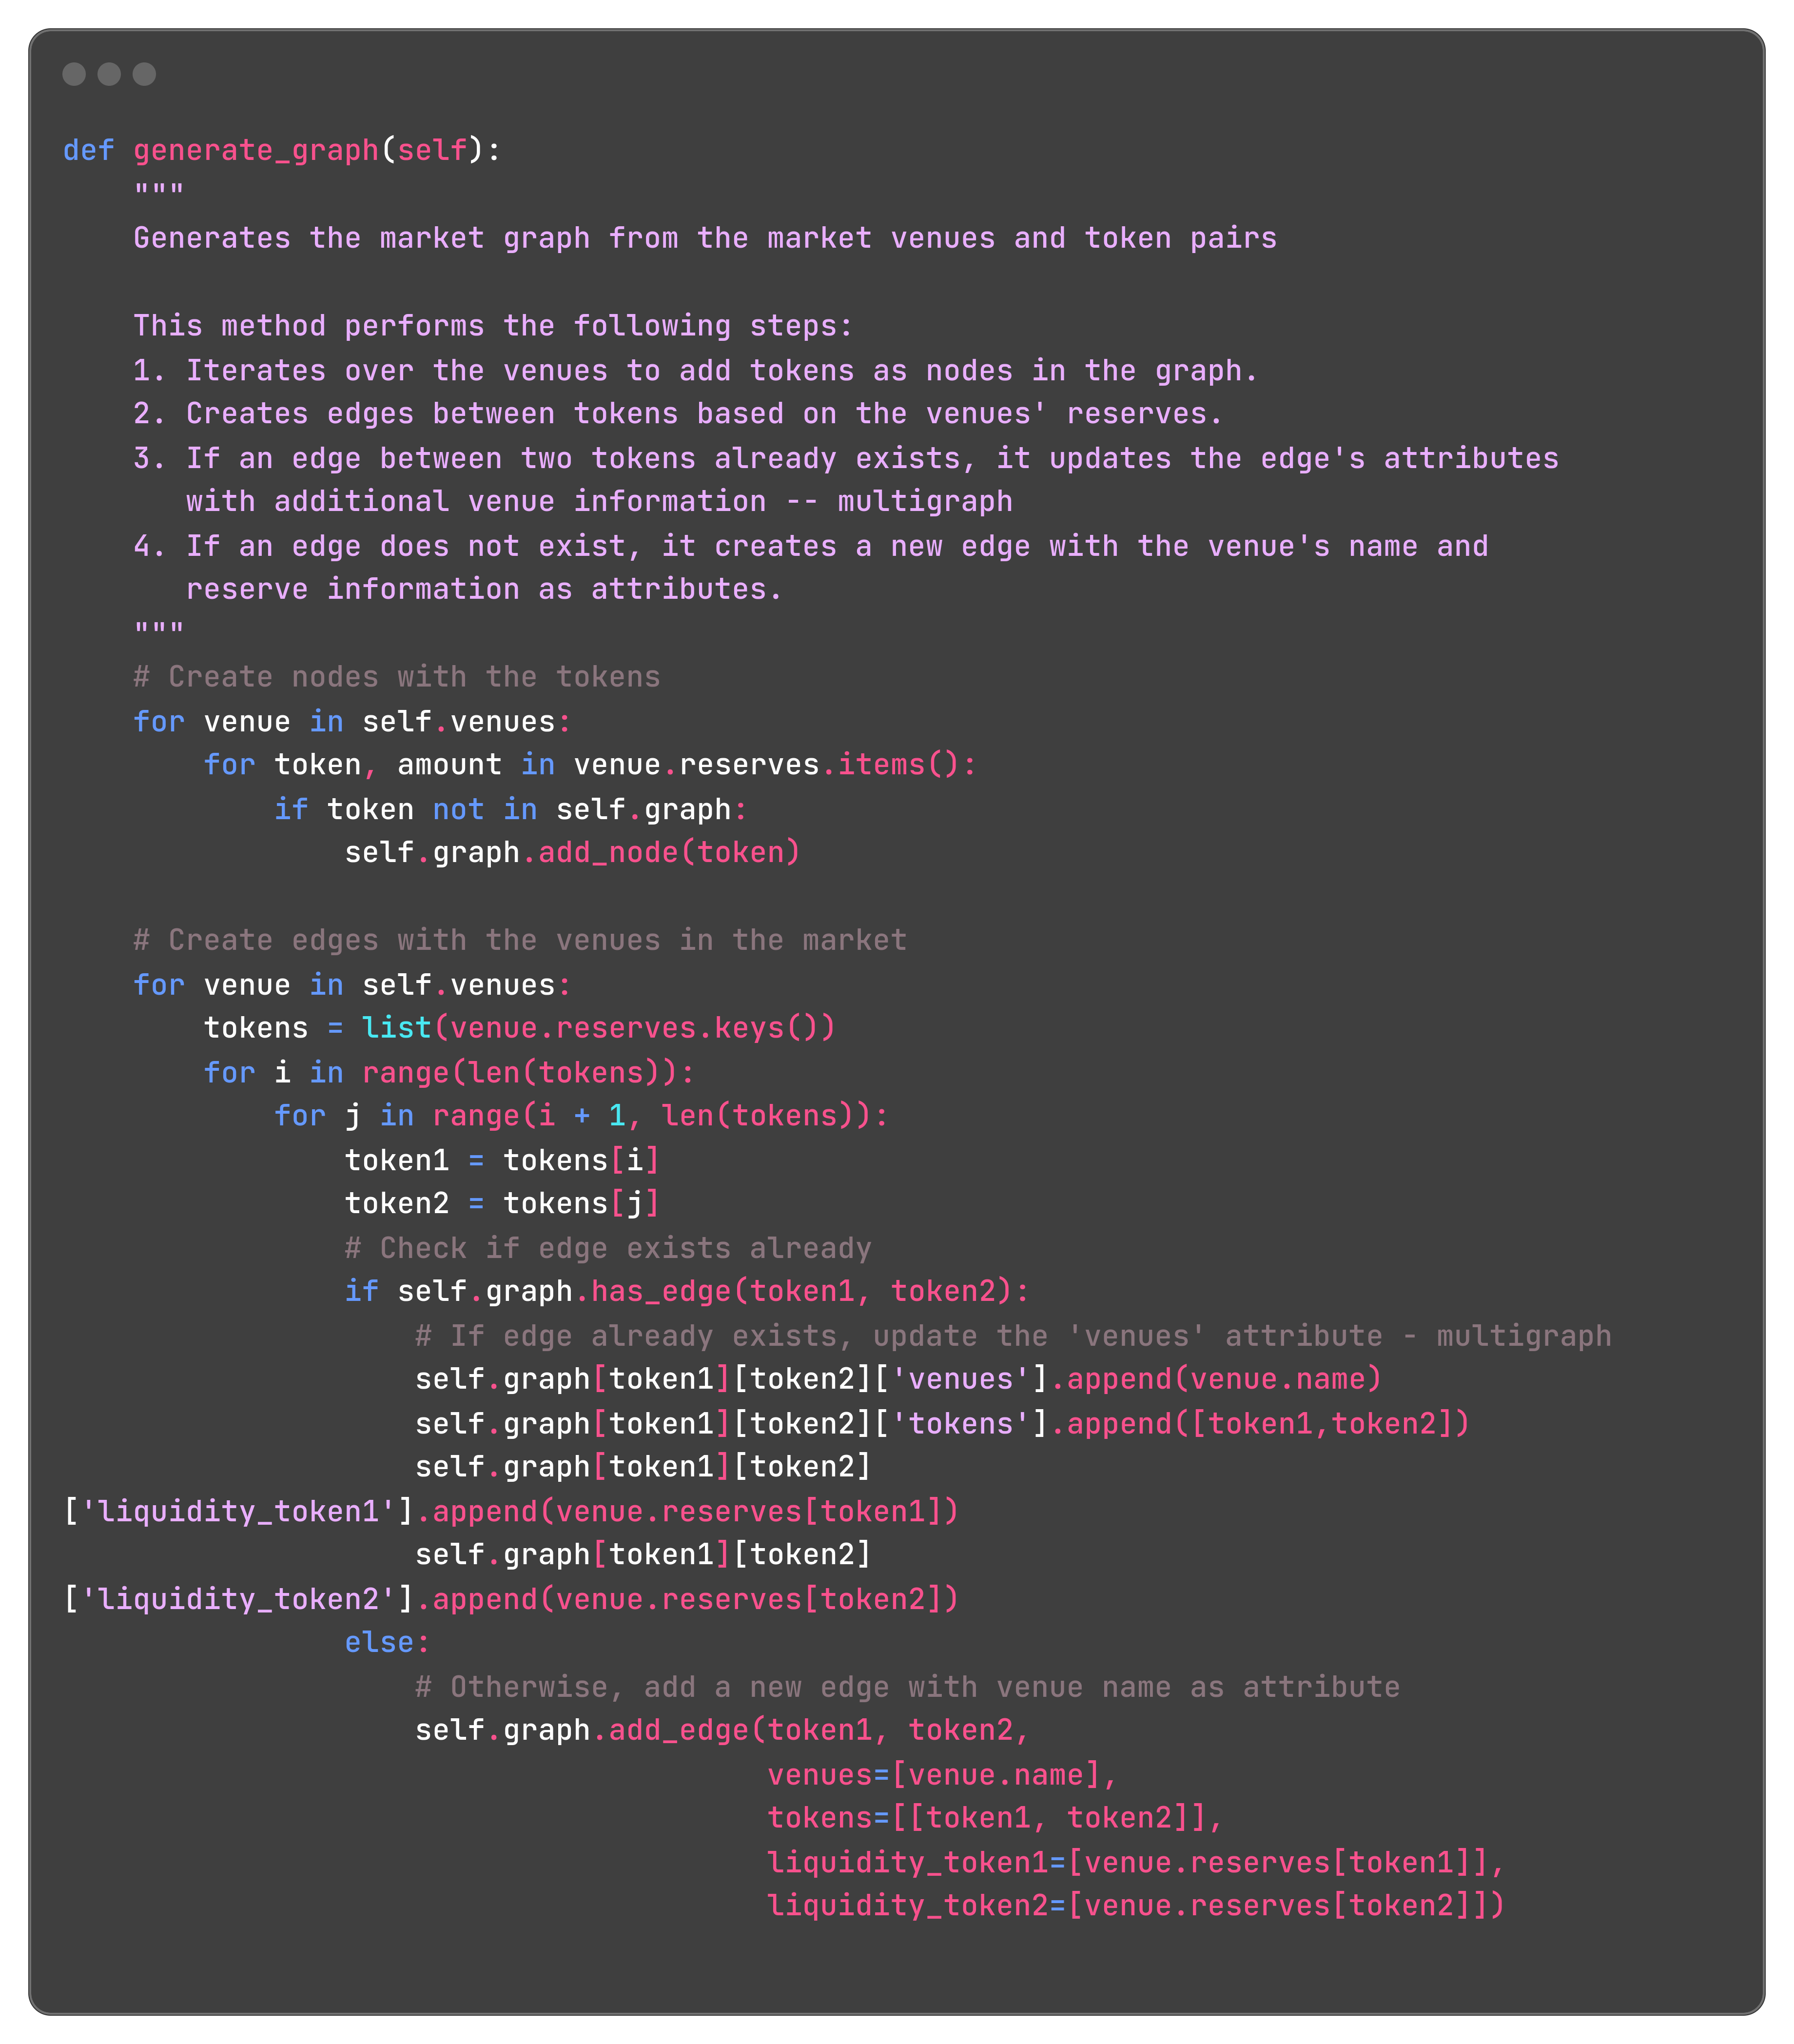 def generate_graph(self):
    """
    Generates the market graph from the market venues and token pairs

    This method performs the following steps:
    1. Iterates over the venues to add tokens as nodes in the graph.
    2. Creates edges between tokens based on the venues' reserves.
    3. If an edge between two tokens already exists, it updates the edge's attributes
       with additional venue information -- multigraph
    4. If an edge does not exist, it creates a new edge with the venue's name and
       reserve information as attributes.
    """
    # Create nodes with the tokens
    for venue in self.venues:
        for token, amount in venue.reserves.items():
            if token not in self.graph:
                self.graph.add_node(token)

    # Create edges with the venues in the market
    for venue in self.venues:
        tokens = list(venue.reserves.keys())
        for i in range(len(tokens)):
            for j in range(i + 1, len(tokens)):
                token1 = tokens[i]
                token2 = tokens[j]
                # Check if edge exists already
                if self.graph.has_edge(token1, token2):
                    # If edge already exists, update the 'venues' attribute - multigraph
                    self.graph[token1][token2]['venues'].append(venue.name)
                    self.graph[token1][token2]['tokens'].append([token1,token2])
                    self.graph[token1][token2]
['liquidity_token1'].append(venue.reserves[token1])
                    self.graph[token1][token2]
['liquidity_token2'].append(venue.reserves[token2])
                else:
                    # Otherwise, add a new edge with venue name as attribute
                    self.graph.add_edge(token1, token2,
                                        venues=[venue.name],
                                        tokens=[[token1, token2]],
                                        liquidity_token1=[venue.reserves[token1]],
                                        liquidity_token2=[venue.reserves[token2]])